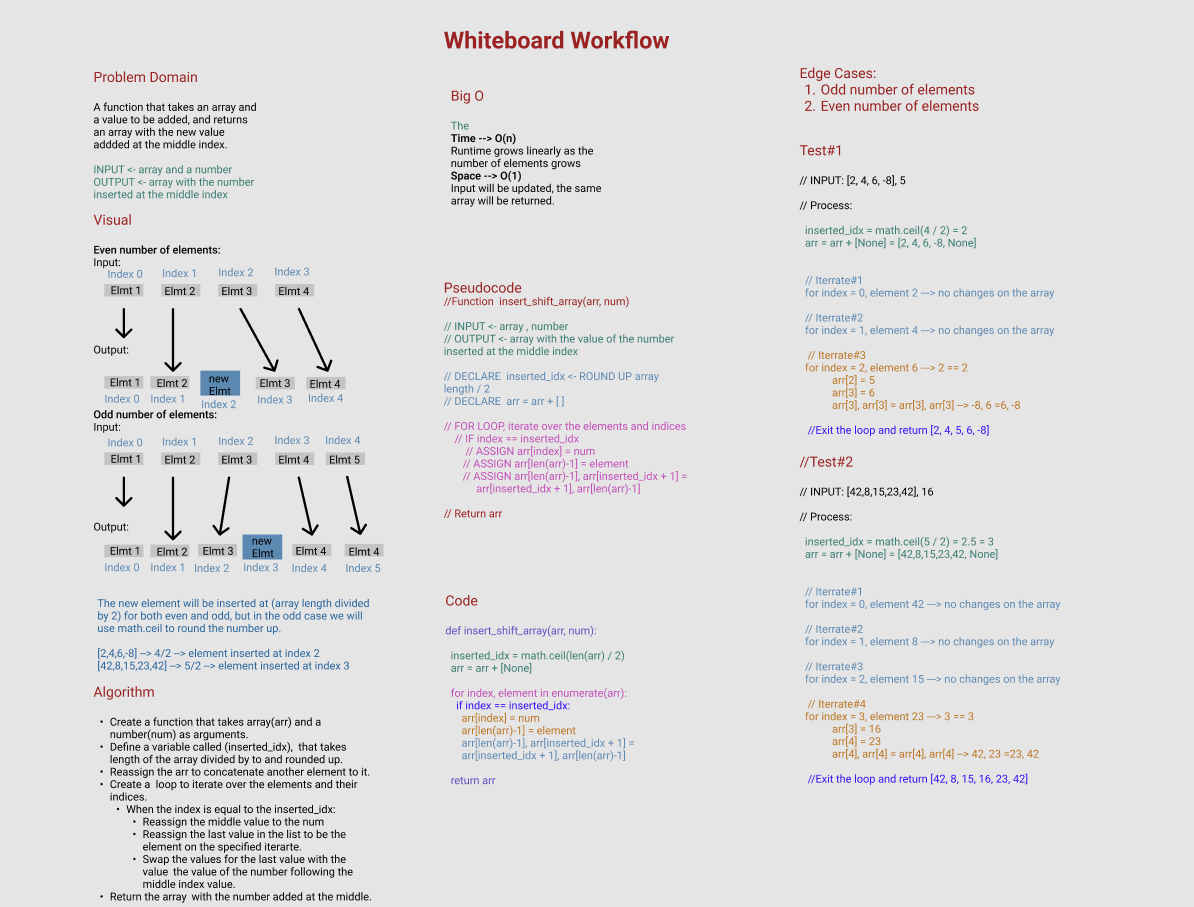 Whiteboard Workflow
Problem Domain
A function that takes an array and
a value to be added, and returns
an array with the new value
addded at the middle index.
INPUT <- array and a number
OUTPUT <- array with the number
inserted at the middle index
Visual
Even number of elements:
Input:
Index 0 Index 1 Index 2 Index 3
Elmt 1 Elmt 2 Elmt 3 Elmt 4
Output:
Elmt 1 Elmt 2 new Elmt 3 Elmt 4
Elmt
Index 0 Index 1 Index 2 Index 3 Index 4
Odd number of elements:
Input:
Index 0 Index 1 Index 2 Index 3 Index 4
Elmt 1 Elmt 2 Elmt 3 Elmt 4 Elmt 5
Output:
Elmt 1 Elmt 2 Elmt 3 new Elmt 4 Elmt 4
Elmt
Index 0 Index 1 Index 2 Index 3 Index 4 Index 5
The new element will be inserted at (array length divided
by 2) for both even and odd, but in the odd case we will
use math.ceil to round the number up.
[2,4,6,-8] --> 4/2 --> element inserted at index 2
[42,8,15,23,42] --> 5/2 --> element inserted at index 3
Algorithm
• Create a function that takes array(arr) and a
number(num) as arguments.
• Define a variable called (inserted_idx), that takes
length of the array divided by to and rounded up.
• Reassign the arr to concatenate another element to it.
• Create a loop to iterate over the elements and their
indices.
• When the index is equal to the inserted_idx:
• Reassign the middle value to the num
• Reassign the last value in the list to be the
element on the specified iterarte.
• Swap the values for the last value with the
value the value of the number following the
middle index value.
• Return the array with the number added at the middle.
Big O
The
Time --> O(n)
Runtime grows linearly as the
number of elements grows
Space --> O(1)
Input will be updated, the same
array will be returned.
Pseudocode
//Function insert_shift_array(arr, num)
// INPUT <- array , number
// OUTPUT <- array with the value of the number
inserted at the middle index
// DECLARE inserted_idx <- ROUND UP array
length / 2
// DECLARE arr = arr + [ ]
// FOR LOOP, iterate over the elements and indices
// IF index == inserted_idx
// ASSIGN arr[index] = num
// ASSIGN arr[len(arr)-1] = element
// ASSIGN arr[len(arr)-1], arr[inserted_idx + 1] =
arr[inserted_idx + 1], arr[len(arr)-1]
// Return arr
Code
def insert_shift_array(arr, num):
inserted_idx = math.ceil(len(arr) / 2)
arr = arr + [None]
for index, element in enumerate(arr):
if index == inserted_idx:
arr[index] = num
arr[len(arr)-1] = element
arr[len(arr)-1], arr[inserted_idx + 1] =
arr[inserted_idx + 1], arr[len(arr)-1]
return arr
Edge Cases:
1. Odd number of elements
2. Even number of elements
Test#1
// INPUT: [2, 4, 6, -8], 5
// Process:
inserted_idx = math.ceil(4 / 2) = 2
arr = arr + [None] = [2, 4, 6, -8, None]
// Iterrate#1
for index = 0, element 2 ---> no changes on the array
// Iterrate#2
for index = 1, element 4 ---> no changes on the array
// Iterrate#3
for index = 2, element 6 ---> 2 == 2
arr[2] = 5
arr[3] = 6
arr[3], arr[3] = arr[3], arr[3] --> -8, 6 =6, -8
//Exit the loop and return [2, 4, 5, 6, -8]
//Test#2
// INPUT: [42,8,15,23,42], 16
// Process:
inserted_idx = math.ceil(5 / 2) = 2.5 = 3
arr = arr + [None] = [42,8,15,23,42, None]
// Iterrate#1
for index = 0, element 42 ---> no changes on the array
// Iterrate#2
for index = 1, element 8 ---> no changes on the array
// Iterrate#3
for index = 2, element 15 ---> no changes on the array
// Iterrate#4
for index = 3, element 23 ---> 3 == 3
arr[3] = 16
arr[4] = 23
arr[4], arr[4] = arr[4], arr[4] --> 42, 23 =23, 42
//Exit the loop and return [42, 8, 15, 16, 23, 42]